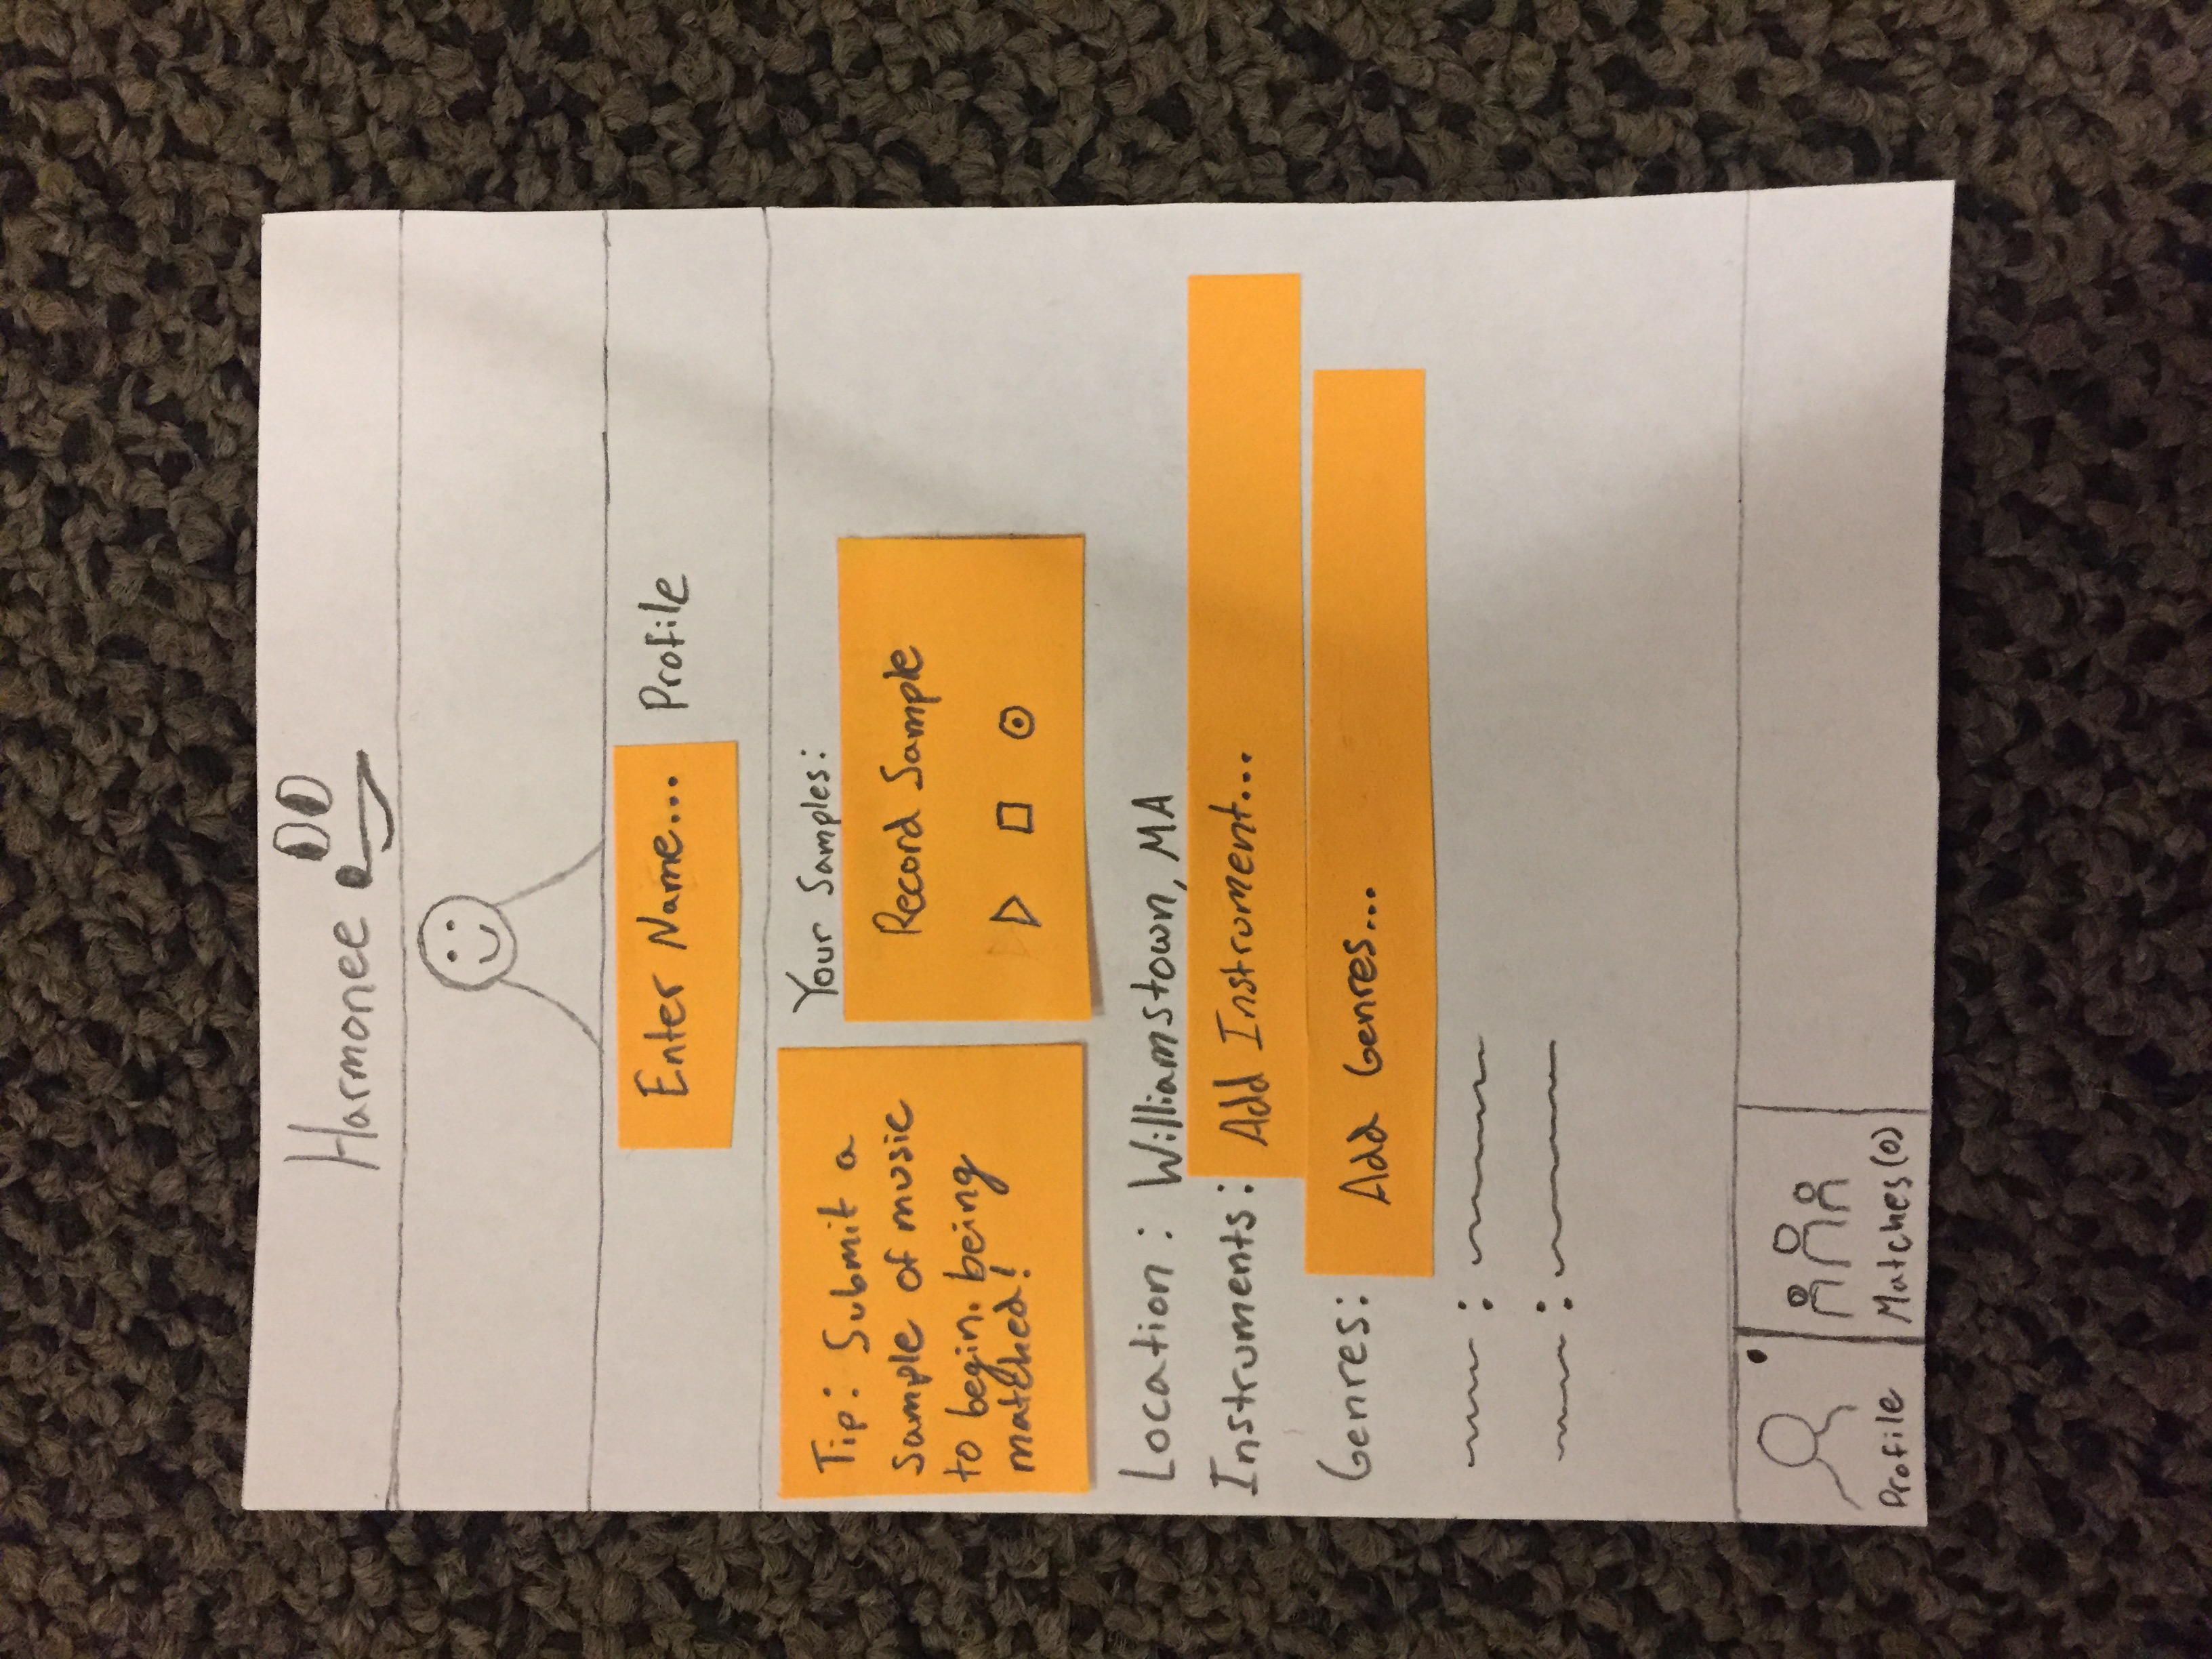 Harmonee
Enter Name... Profile
Tip: Submit a
sample of music
to begin. being
matched!
Your Samples:
Record Sample
Location: Williamstown, MA
Instruments: Add Instrument...
Genres: Add Genres...
Profile
Matches (0)